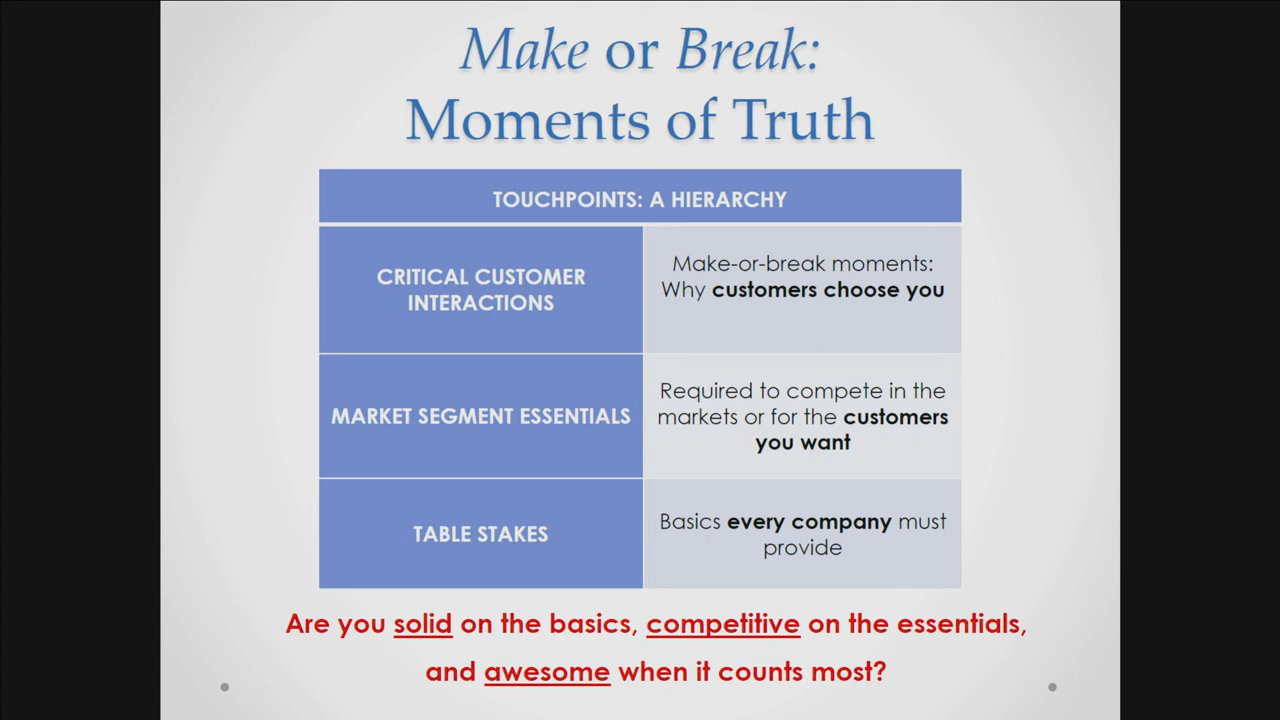 Make or Break:
Moments of Truth
TOUCHPOINTS: A HIERARCHY
CRITICAL CUSTOMER
INTERACTIONS
Make-or-break moments:
Why customers choose you
MARKET SEGMENT ESSENTIALS
Required to compete in the
markets or for the customers
you want
TABLE STAKES
Basics every company must
provide
Are you solid on the basics, competitive on the essentials,
and awesome when it counts most?